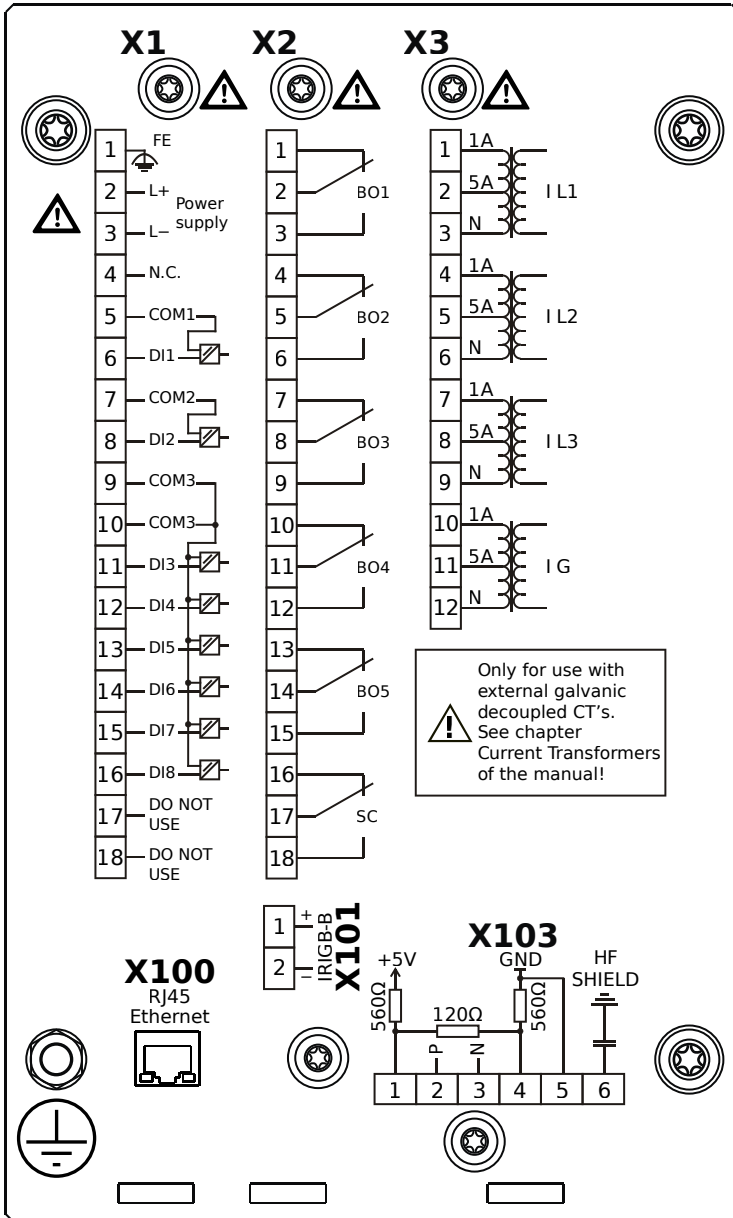 X1
X2
X3
1 FE
2 L+
Power
supply
3 L−
4 N.C.
5 COM1
6 DI1
7 COM2
8 DI2
9 COM3
10 COM3
11 DI3
12 DI4
13 DI5
14 DI6
15 DI7
16 DI8
17 DO NOT
USE
18 DO NOT
USE
1
2 BO1
3
4
5 BO2
6
7
8 BO3
9
10
11 BO4
12
13
14 BO5
15
16
17 SC
18
1 1A
2 5A I L1
3 N
4 1A
5 5A I L2
6 N
7 1A
8 5A I L3
9 N
10 1A
11 5A I G
12 N
Only for use with
external galvanic
decoupled CT's.
See chapter
Current Transformers
of the manual!
1 +
2 −
IRIGB-B
X101
X100
RJ45
Ethernet
X103
+5V
GND
HF
SHIELD
560Ω
120Ω
560Ω
P
N
1 2 3 4 5 6